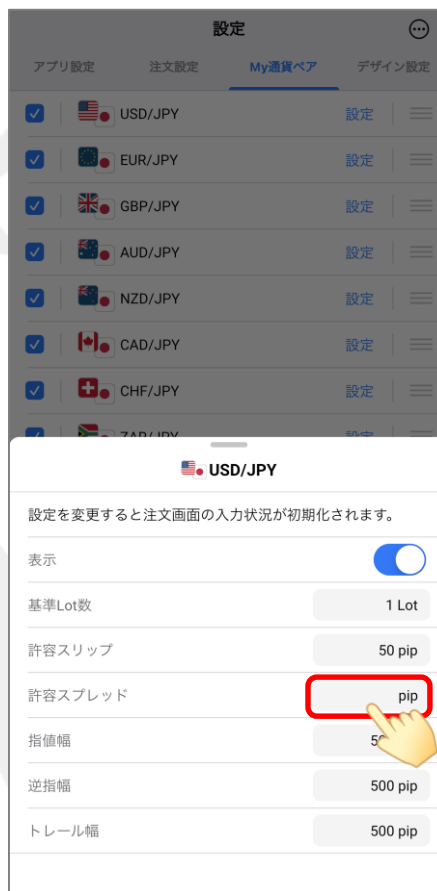 設定
アプリ設定 注文設定 My通貨ペア デザイン設定
USD/JPY 設定
EUR/JPY 設定
GBP/JPY 設定
AUD/JPY 設定
NZD/JPY 設定
CAD/JPY 設定
CHF/JPY 設定
ZAR/JPY 設定
USD/JPY
設定を変更すると注文画面の入力状況が初期化されます。
表示
基準Lot数 1 Lot
許容スリップ 50 pip
許容スプレッド pip
指値幅
逆指幅 500 pip
トレール幅 500 pip